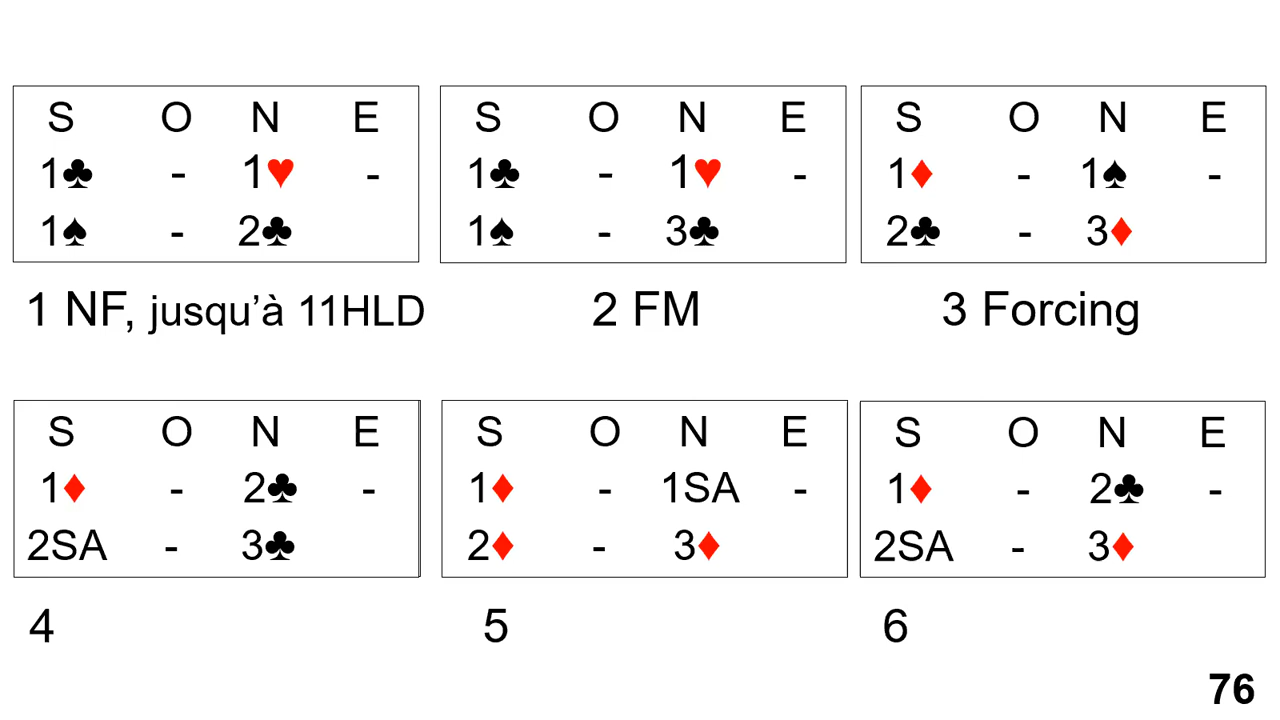 S O N E
1♣ - 1♥ -
1♠ - 2♣
1 NF, jusqu’à 11HLD
S O N E
1♣ - 1♥ -
1♠ - 3♣
2 FM
S O N E
1♦ - 1♠ -
2♣ - 3♦
3 Forcing
S O N E
1♦ - 2♣ -
2SA - 3♣
4
S O N E
1♦ - 1SA -
2♦ - 3♦
5
S O N E
1♦ - 2♣ -
2SA - 3♦
6
76